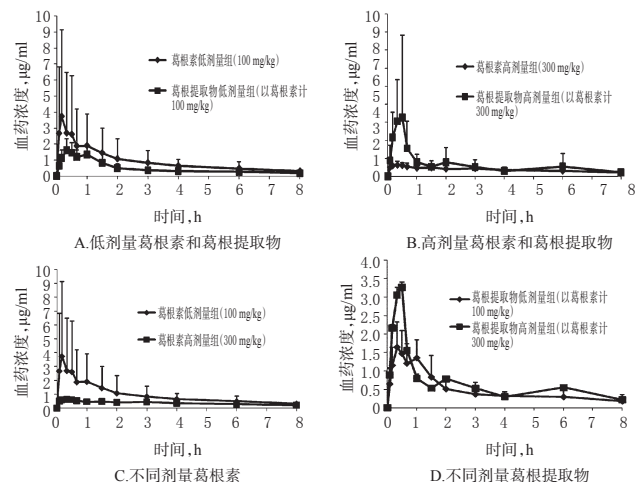 血药浓度,μg/ml
10
9
8
7
6
5
4
3
2
1
0
葛根素低剂量组(100 mg/kg)
葛根提取物低剂量组(以葛根素计
100 mg/kg)
0 1 2 3 4 5 6 7 8
时间,h
A.低剂量葛根素和葛根提取物
血药浓度,μg/ml
10
9
8
7
6
5
4
3
2
1
0
葛根素高剂量组(300 mg/kg)
葛根提取物高剂量组(以葛根素计
300 mg/kg)
0 1 2 3 4 5 6 7 8
时间,h
B.高剂量葛根素和葛根提取物
血药浓度,μg/ml
10
9
8
7
6
5
4
3
2
1
0
葛根素低剂量组(100 mg/kg)
葛根素高剂量组(300 mg/kg)
0 1 2 3 4 5 6 7 8
时间,h
C.不同剂量葛根素
血药浓度,μg/ml
4.0
3.5
3.0
2.5
2.0
1.5
1.0
0.5
0
葛根提取物低剂量组(以葛根素计
100 mg/kg)
葛根提取物高剂量组(以葛根素计
300 mg/kg)
0 1 2 3 4 5 6 7 8
时间,h
D.不同剂量葛根提取物